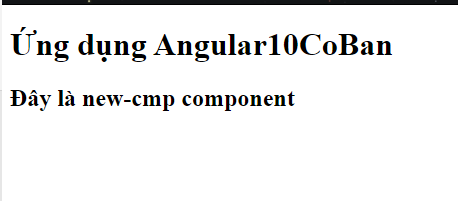 Ứng dụng Angular10CoBan
Đây là new-cmp component